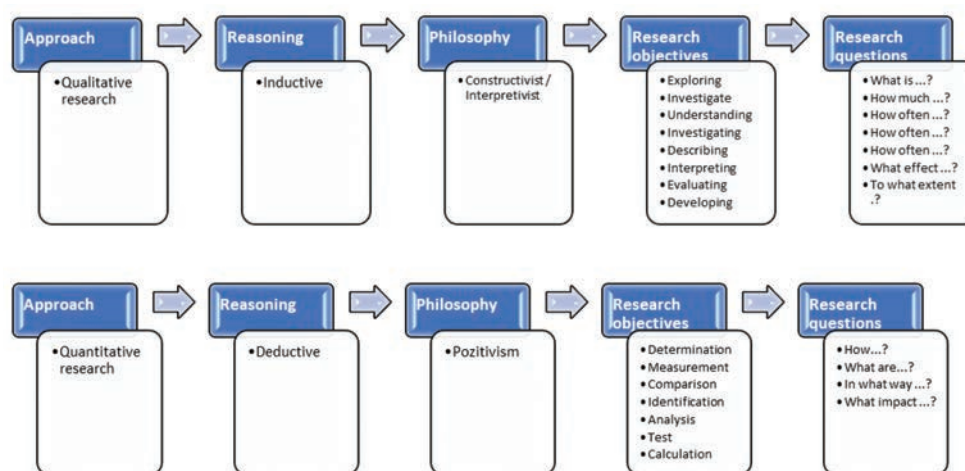 Approach
• Qualitative
research
Reasoning
• Inductive
Philosophy
• Constructivist /
Interpretivist
Research
objectives
• Exploring
• Investigate
• Understanding
• Investigating
• Describing
• Interpreting
• Evaluating
• Developing
Research
questions
• What is ...?
• How much ...?
• How often ...?
• How often ...?
• How often ...?
• What effect ...?
• To what extent
.?
Approach
• Quantitative
research
Reasoning
• Deductive
Philosophy
• Pozitivism
Research
objectives
• Determination
• Measurement
• Comparison
• Identification
• Analysis
• Test
• Calculation
Research
questions
• How...?
• What are...?
• In what way ...?
• What impact ...?